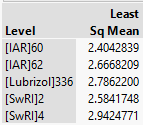 Least
Level Sq Mean
[IAR]60 2.4042839
[IAR]62 2.6668209
[Lubrizol]336 2.7862200
[SwRI]2 2.5841748
[SwRI]4 2.9424771